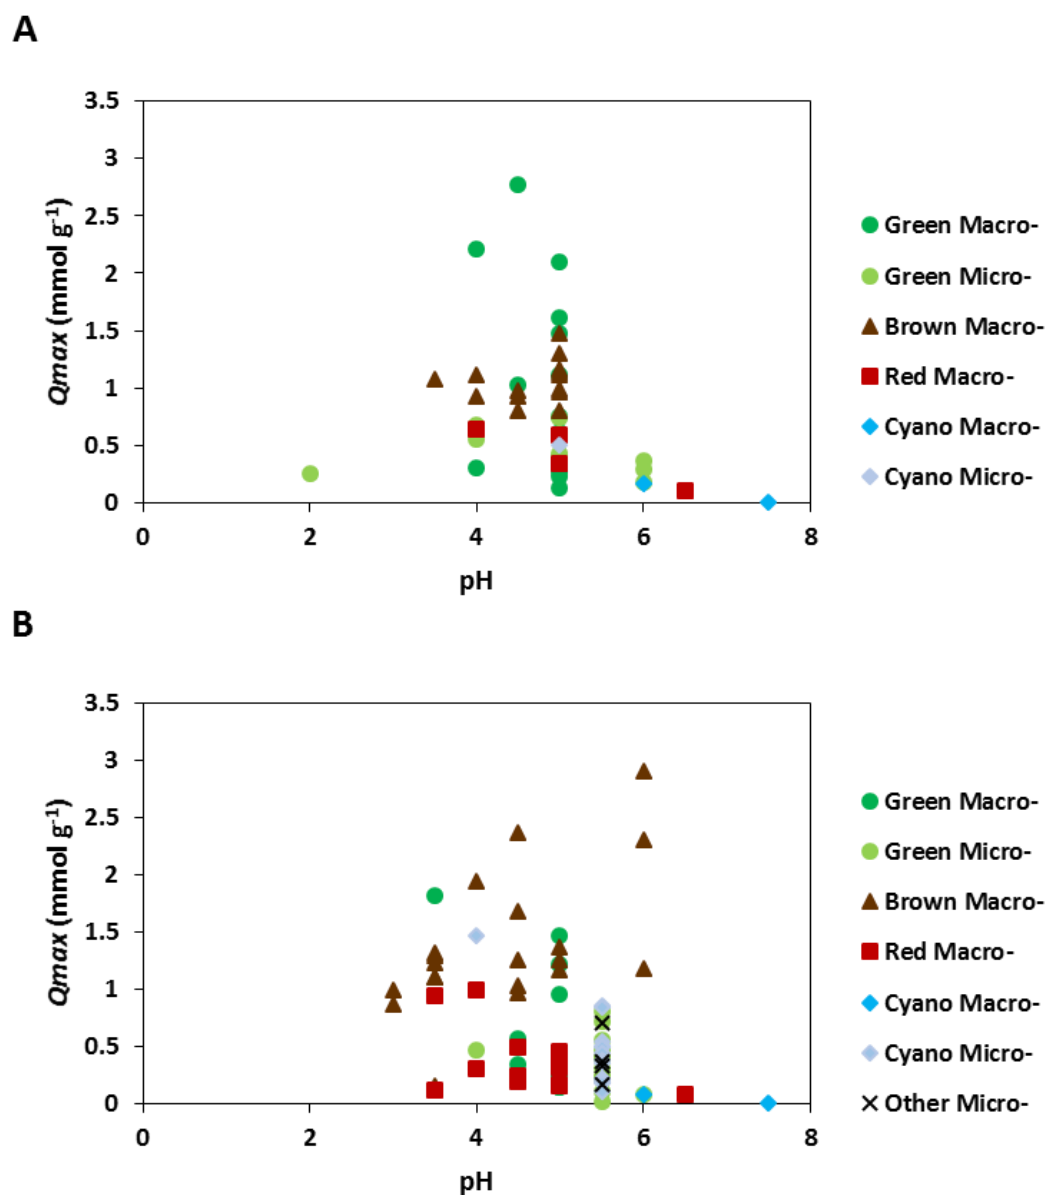 A
3.5
3
2.5
2
1.5
1
0.5
0
Qmax (mmol g-1)
0 2 4 6 8
pH
Green Macro-
Green Micro-
Brown Macro-
Red Macro-
Cyano Macro-
Cyano Micro-
B
3.5
3
2.5
2
1.5
1
0.5
0
Qmax (mmol g-1)
0 2 4 6 8
pH
Green Macro-
Green Micro-
Brown Macro-
Red Macro-
Cyano Macro-
Cyano Micro-
Other Micro-